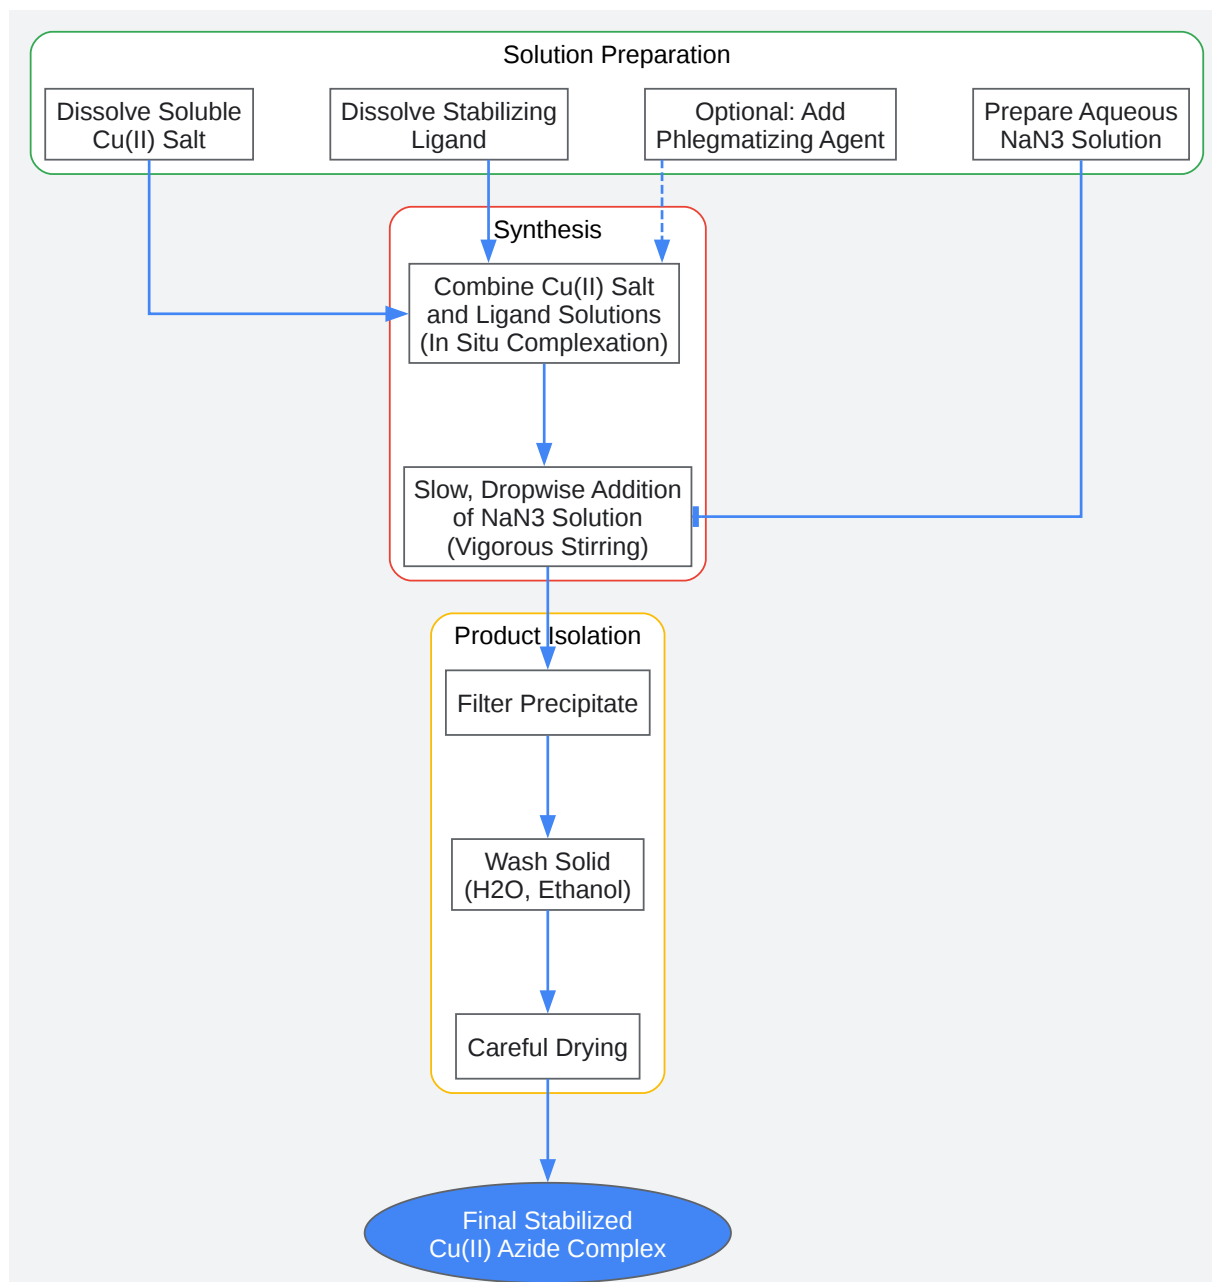 Solution Preparation
Dissolve Soluble
Cu(II) Salt
Dissolve Stabilizing
Ligand
Optional: Add
Phlegmatizing Agent
Prepare Aqueous
NaN3 Solution
Synthesis
Combine Cu(II) Salt
and Ligand Solutions
(In Situ Complexation)
Slow, Dropwise Addition
of NaN3 Solution
(Vigorous Stirring)
Product Isolation
Filter Precipitate
Wash Solid
(H2O, Ethanol)
Careful Drying
Final Stabilized
Cu(II) Azide Complex